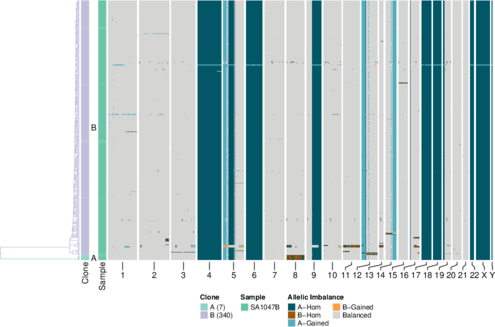 B
A
Clone
Sample
1 2 3 4 5 6 7 8 9 10 11 12 13 14 15 16 17 18 19 20 21 22 X Y
Clone Sample Allelic Imbalance
A (7) SA1047B A−Hom B−Gained
B (340) B−Hom Balanced
A−Gained